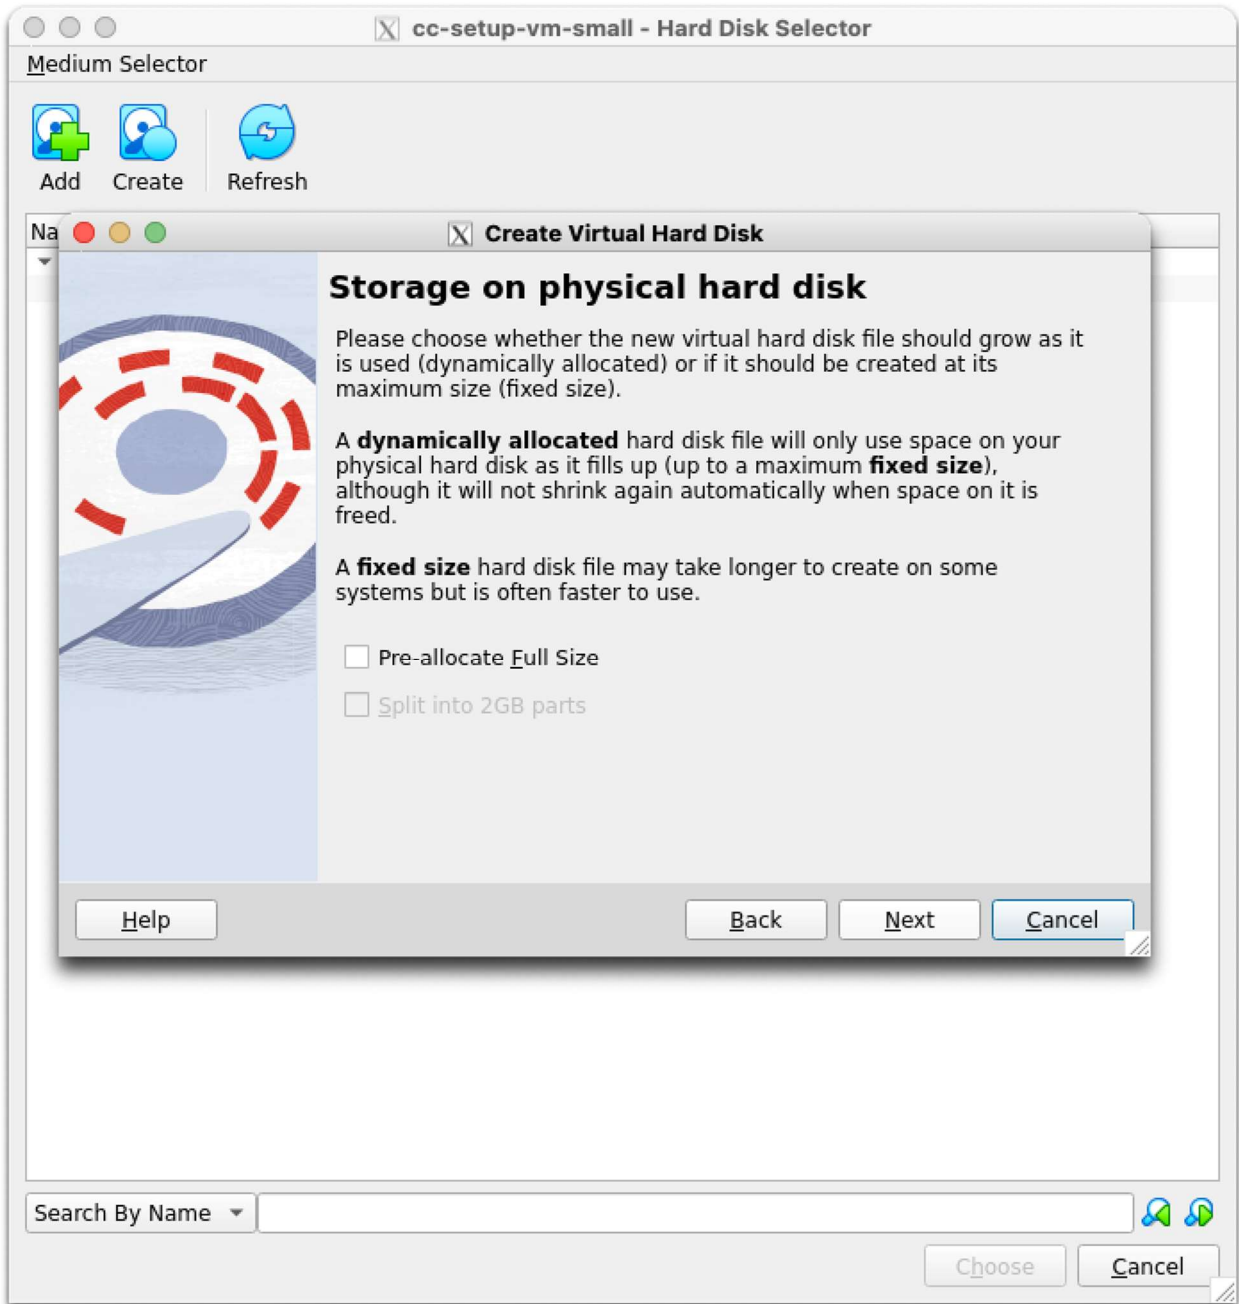 cc-setup-vm-small - Hard Disk Selector
Medium Selector
Add Create Refresh
Na
Create Virtual Hard Disk
Storage on physical hard disk
Please choose whether the new virtual hard disk file should grow as it
is used (dynamically allocated) or if it should be created at its
maximum size (fixed size).
A dynamically allocated hard disk file will only use space on your
physical hard disk as it fills up (up to a maximum fixed size),
although it will not shrink again automatically when space on it is
freed.
A fixed size hard disk file may take longer to create on some
systems but is often faster to use.
Pre-allocate Full Size
Split into 2GB parts
Help Back Next Cancel
Search By Name
Choose Cancel